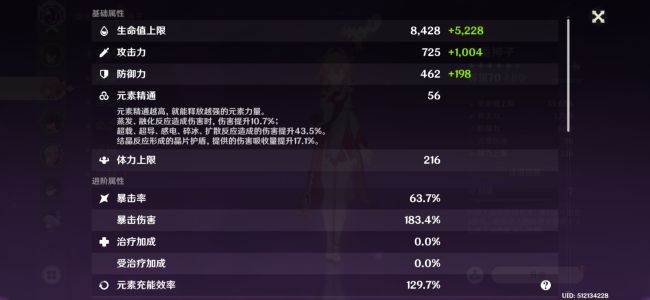 基础属性
生命值上限 8,428 +5,228
攻击力 725 +1,004
防御力 462 +198
元素精通 56
元素精通越高，就能释放越强的元素力量。
蒸发、融化反应造成伤害时，伤害提升10.7%；
超载、超导、感电、碎冰、扩散反应造成的伤害提升43.5%。
结晶反应形成的晶片护盾，提供的伤害吸收量提升17.1%。
体力上限 216
进阶属性
暴击率 63.7%
暴击伤害 183.4%
治疗加成 0.0%
受治疗加成 0.0%
元素充能效率 129.7%
UID: 512134228